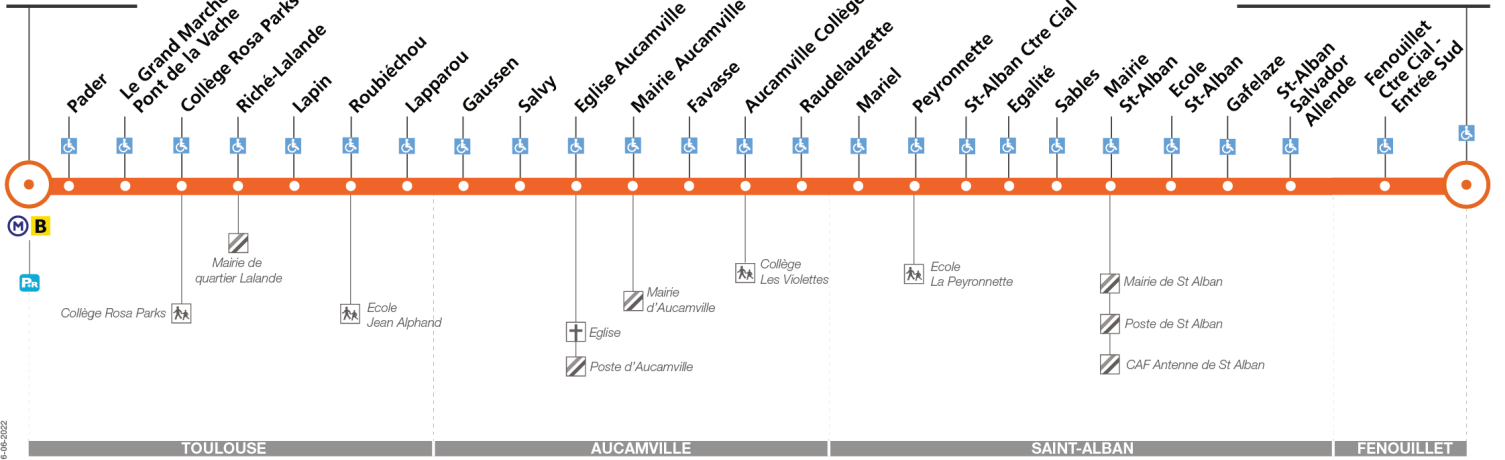 Pader
Le Grand Marché
Pont de la Vache
Collège Rosa Parks
Riché-Lalande
Lapin
Roubiéchou
Lapparou
Gaussen
Salvy
Eglise Aucamville
Mairie Aucamville
Favasse
Aucamville Collège
Raudelauzette
Mariel
Peyronnette
St-Alban Ctre Cial
Egalité
Sables
Mairie
St-Alban
Ecole
St-Alban
Gafelaze
St-Alban
Salvador
Allende
Fenouillet
Ctre Cial -
Entrée Sud
M B
P+R
Mairie de
quartier Lalande
Collège Rosa Parks
Ecole
Jean Alphand
Eglise
Poste d'Aucamville
Mairie
d'Aucamville
Collège
Les Violettes
Ecole
La Peyronnette
Mairie de St Alban
Poste de St Alban
CAF Antenne de St Alban
6-06-2022
TOULOUSE
AUCAMVILLE
SAINT-ALBAN
FENOUILLET